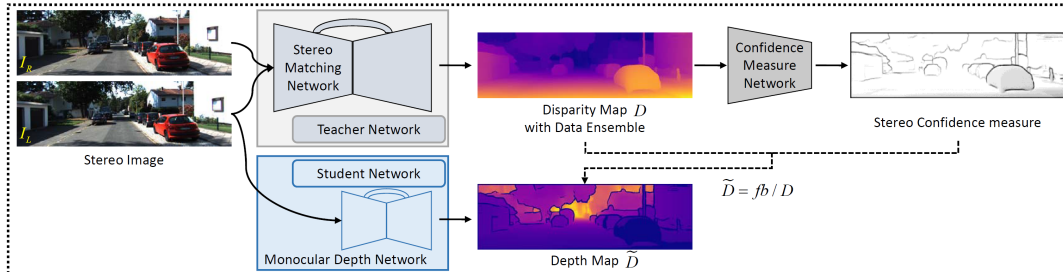 I_R
I_L
Stereo Image
Stereo
Matching
Network
Teacher Network
Disparity Map D
with Data Ensemble
Confidence
Measure
Network
Stereo Confidence measure
Student Network
Monocular Depth Network
D̃ = fb / D
Depth Map D̃